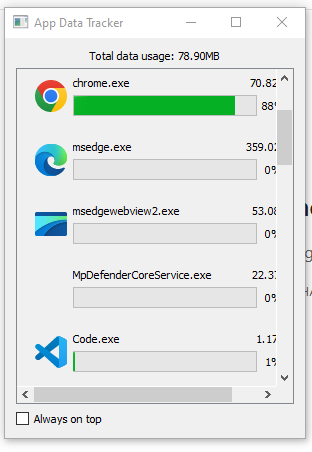 App Data Tracker
Total data usage: 78.90MB
chrome.exe 70.82
88%
msedge.exe 359.02
0%
msedgewebview2.exe 53.08
0%
MpDefenderCoreService.exe 22.37
0%
Code.exe 1.17
1%
Always on top